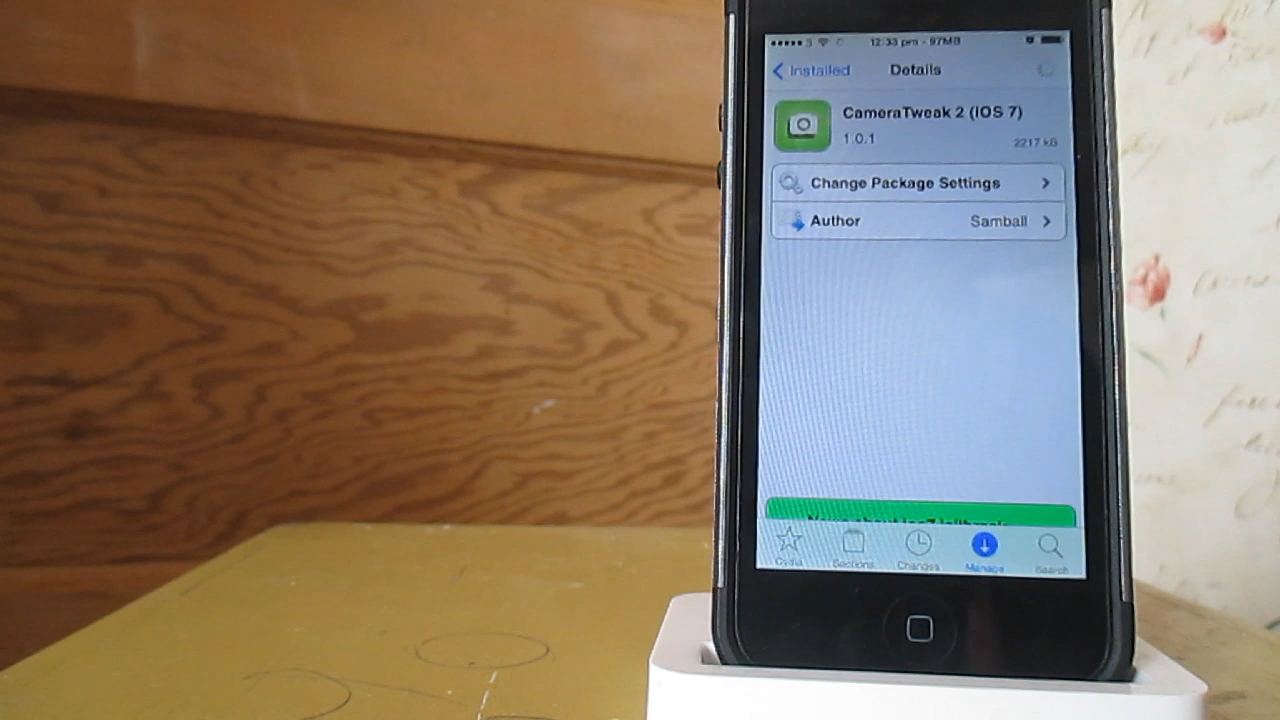 3 12:33 pm - 97MB
Installed Details
CameraTweak 2 (iOS 7)
1.0.1 2217 kB
Change Package Settings
Author Samball
Cydia Sections Changes Manage Search